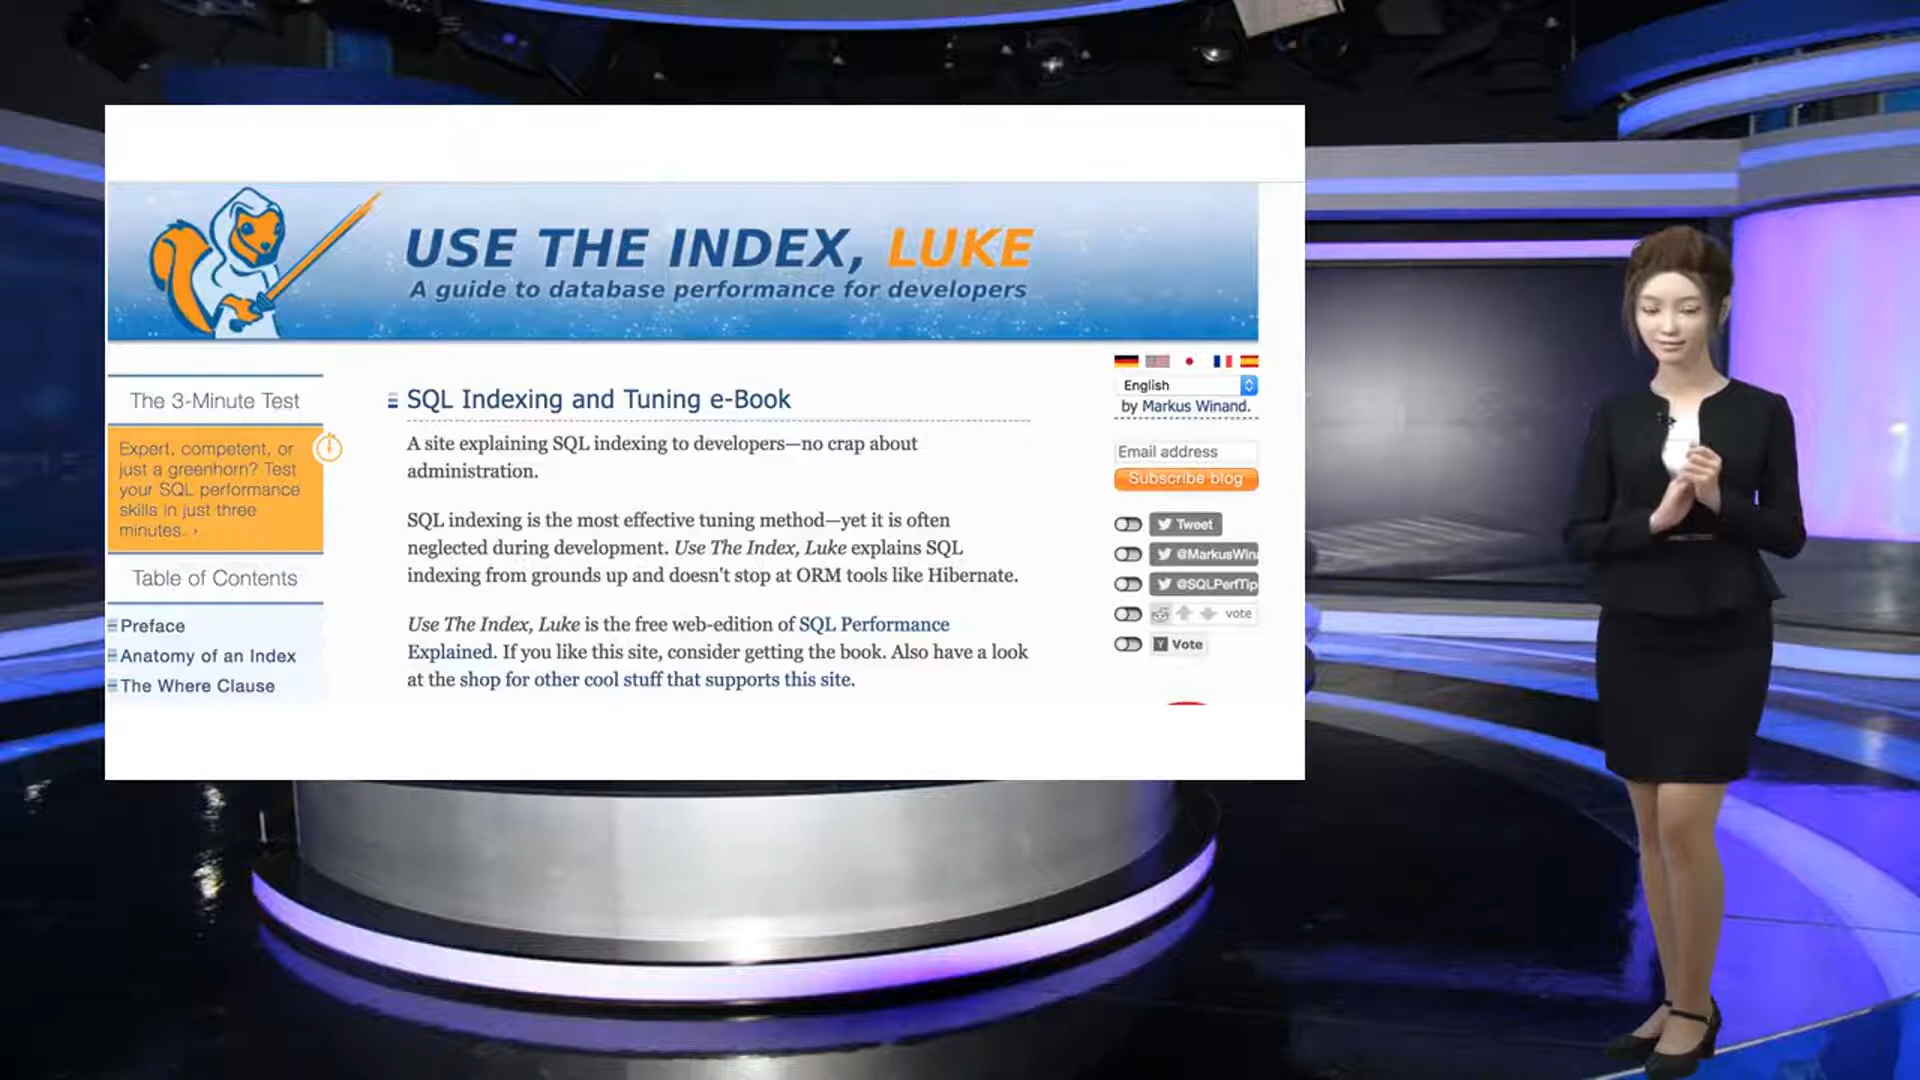 USE THE INDEX, LUKE
A guide to database performance for developers
The 3-Minute Test
Expert, competent, or
just a greenhorn? Test
your SQL performance
skills in just three
minutes. ›
Table of Contents
Preface
Anatomy of an Index
The Where Clause
SQL Indexing and Tuning e-Book
A site explaining SQL indexing to developers—no crap about
administration.
SQL indexing is the most effective tuning method—yet it is often
neglected during development. Use The Index, Luke explains SQL
indexing from grounds up and doesn't stop at ORM tools like Hibernate.
Use The Index, Luke is the free web-edition of SQL Performance
Explained. If you like this site, consider getting the book. Also have a look
at the shop for other cool stuff that supports this site.
English
by Markus Winand.
Email address
Subscribe blog
Tweet
@MarkusWina
@SQLPerfTip
vote
Y Vote